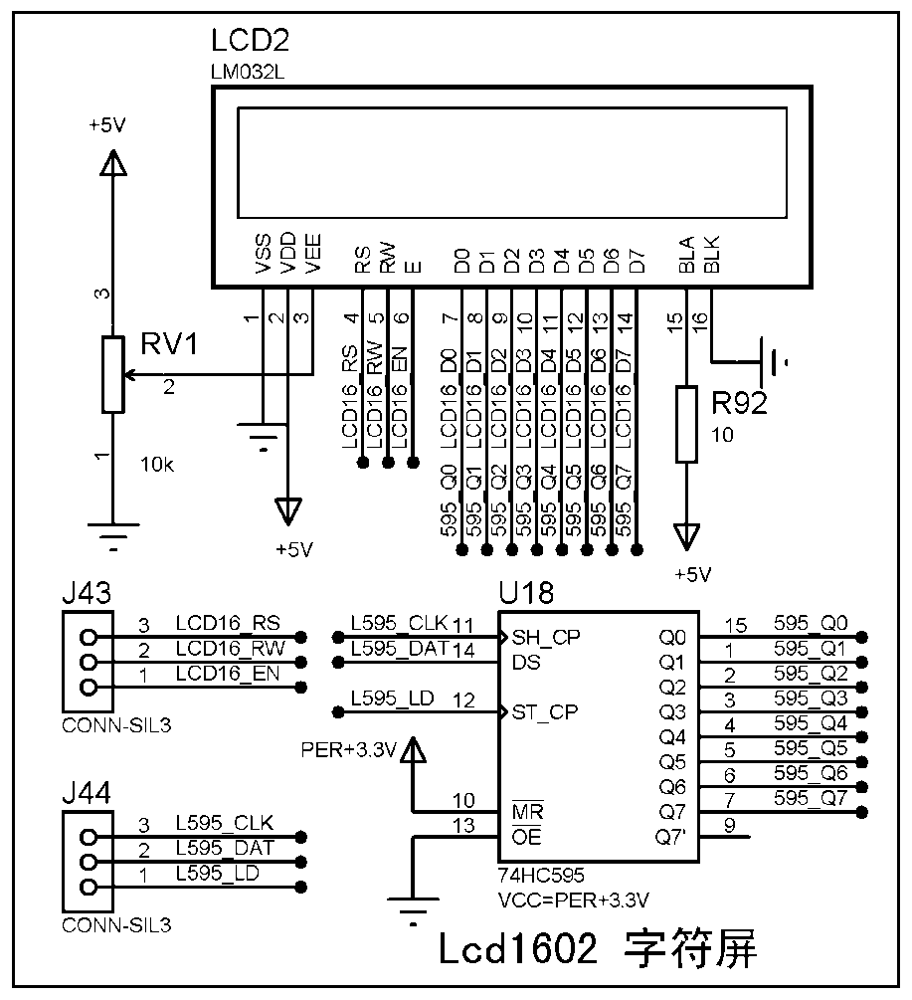 LCD2
LM032L
+5V
VSS
VDD
VEE
RS
RW
E
D0
D1
D2
D3
D4
D5
D6
D7
BLA
BLK
1
2
3
4
5
6
7
8
9
10
11
12
13
14
15
16
3
RV1
2
1
10k
LCD16_RS
LCD16_RW
LCD16_EN
LCD16_D0
LCD16_D1
LCD16_D2
LCD16_D3
LCD16_D4
LCD16_D5
LCD16_D6
LCD16_D7
595_Q0
595_Q1
595_Q2
595_Q3
595_Q4
595_Q5
595_Q6
595_Q7
R92
10
+5V
+5V
J43
3 LCD16_RS
2 LCD16_RW
1 LCD16_EN
CONN-SIL3
J44
3 L595_CLK
2 L595_DAT
1 L595_LD
CONN-SIL3
U18
L595_CLK 11 SH_CP Q0 15 595_Q0
L595_DAT 14 DS Q1 1 595_Q1
Q2 2 595_Q2
L595_LD 12 ST_CP Q3 3 595_Q3
Q4 4 595_Q4
PER+3.3V
Q5 5 595_Q5
Q6 6 595_Q6
10 MR Q7 7 595_Q7
13 OE Q7' 9
74HC595
VCC=PER+3.3V
Lcd1602 字符屏